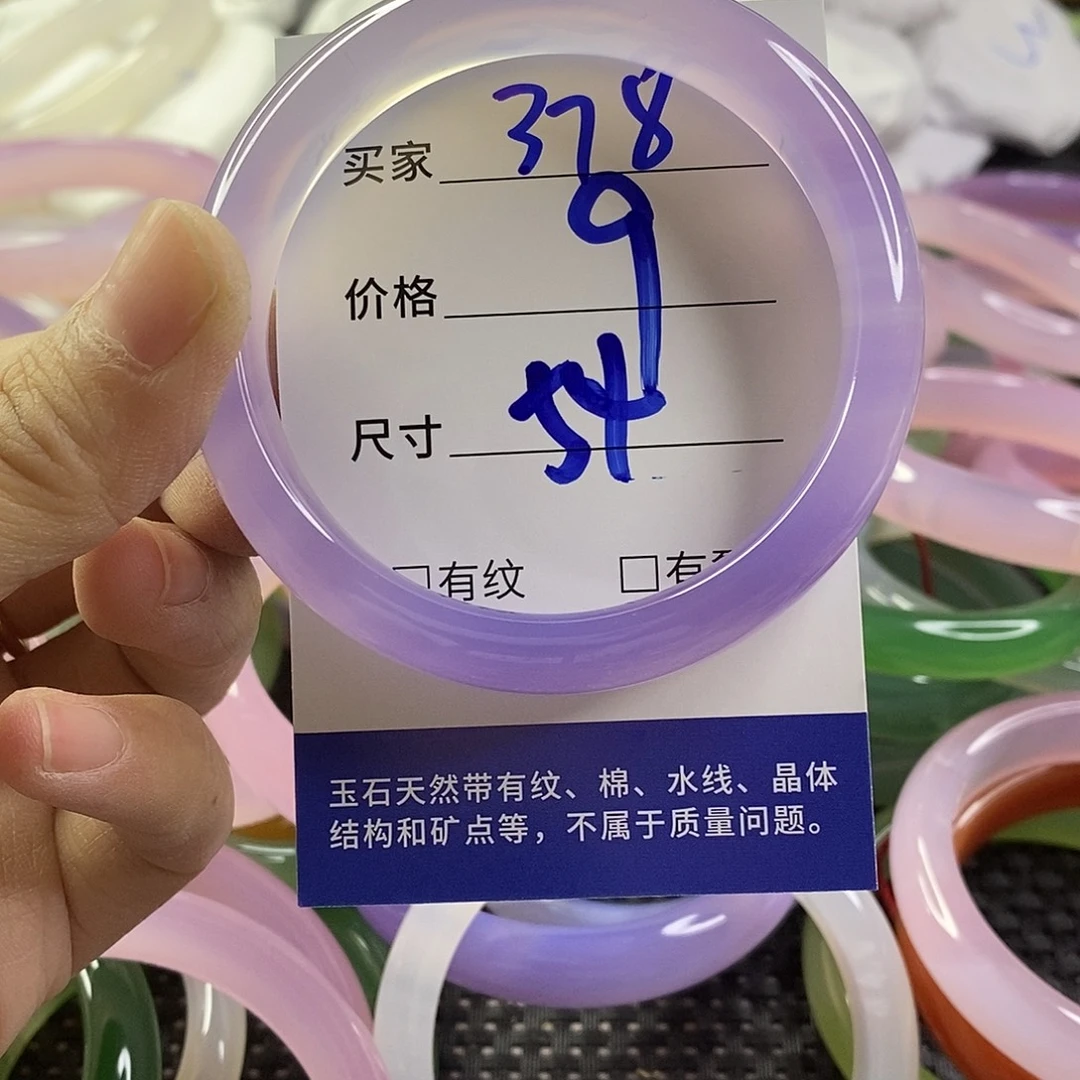 买家 378
价格 9
尺寸 54
□有纹 □有
玉石天然带有纹、棉、水线、晶体
结构和矿点等，不属于质量问题。